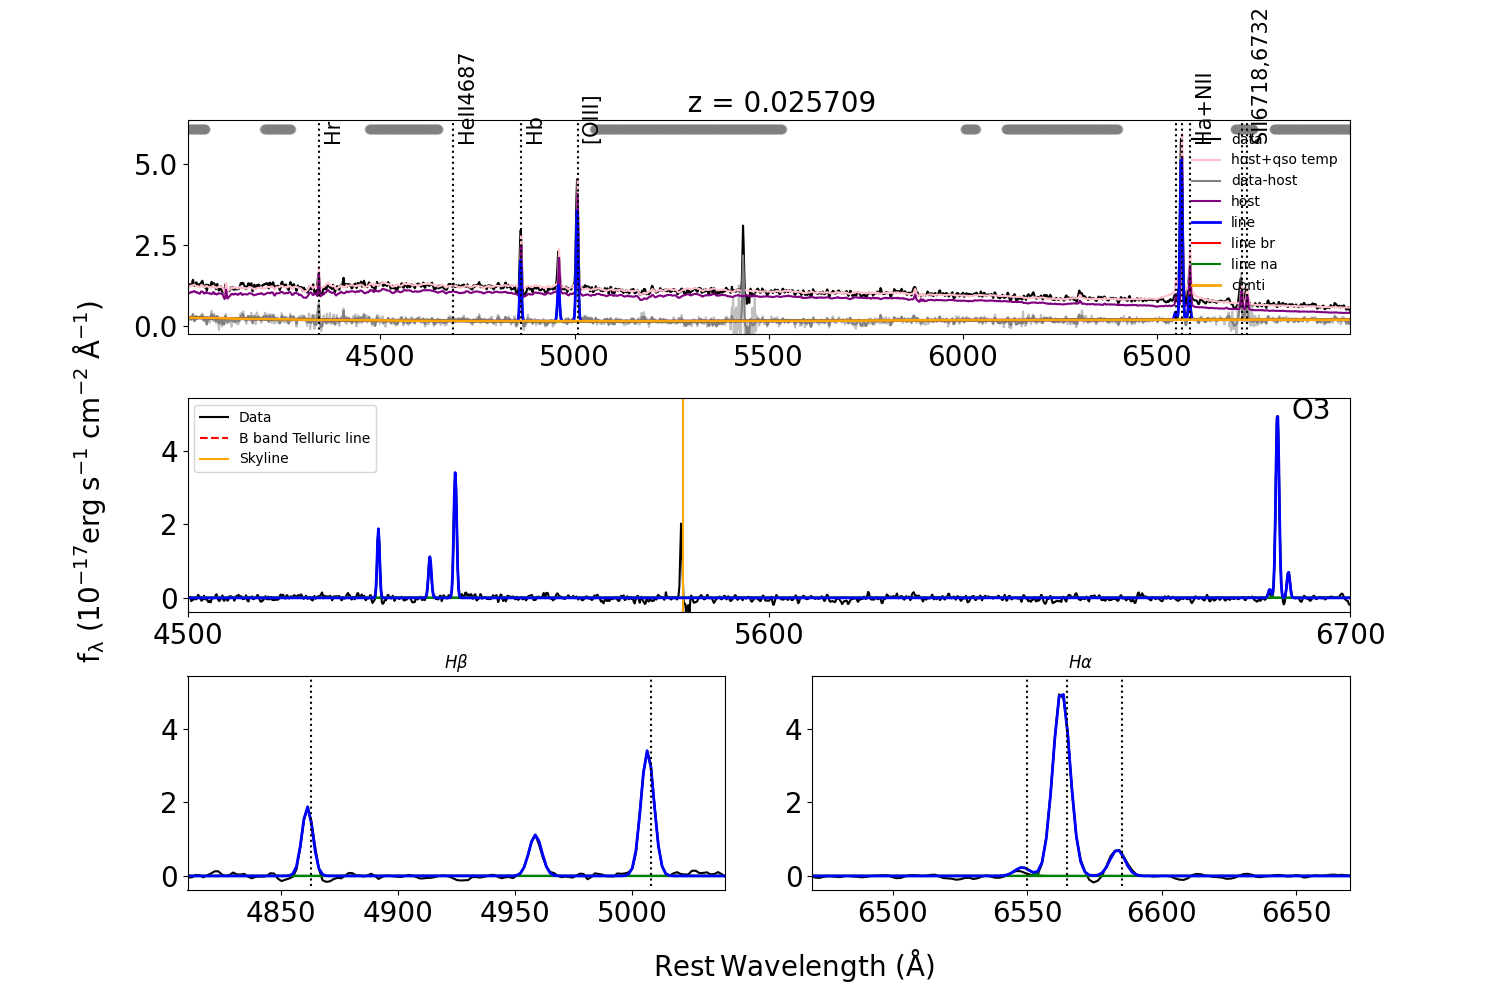 z = 0.025709
Hr
HeII4687
Hb
[OIII]
Ha+NII
SII6718,6732
data
host+qso temp
data-host
host
line
line br
line na
conti
5.0
2.5
0.0
4500 5000 5500 6000 6500
Data
B band Telluric line
Skyline
O3
4
2
0
4500 5600 6700
fλ (10⁻¹⁷erg s⁻¹ cm⁻² Å⁻¹)
Hβ
4
2
0
4850 4900 4950 5000
Hα
4
2
0
6500 6550 6600 6650
Rest Wavelength (Å)